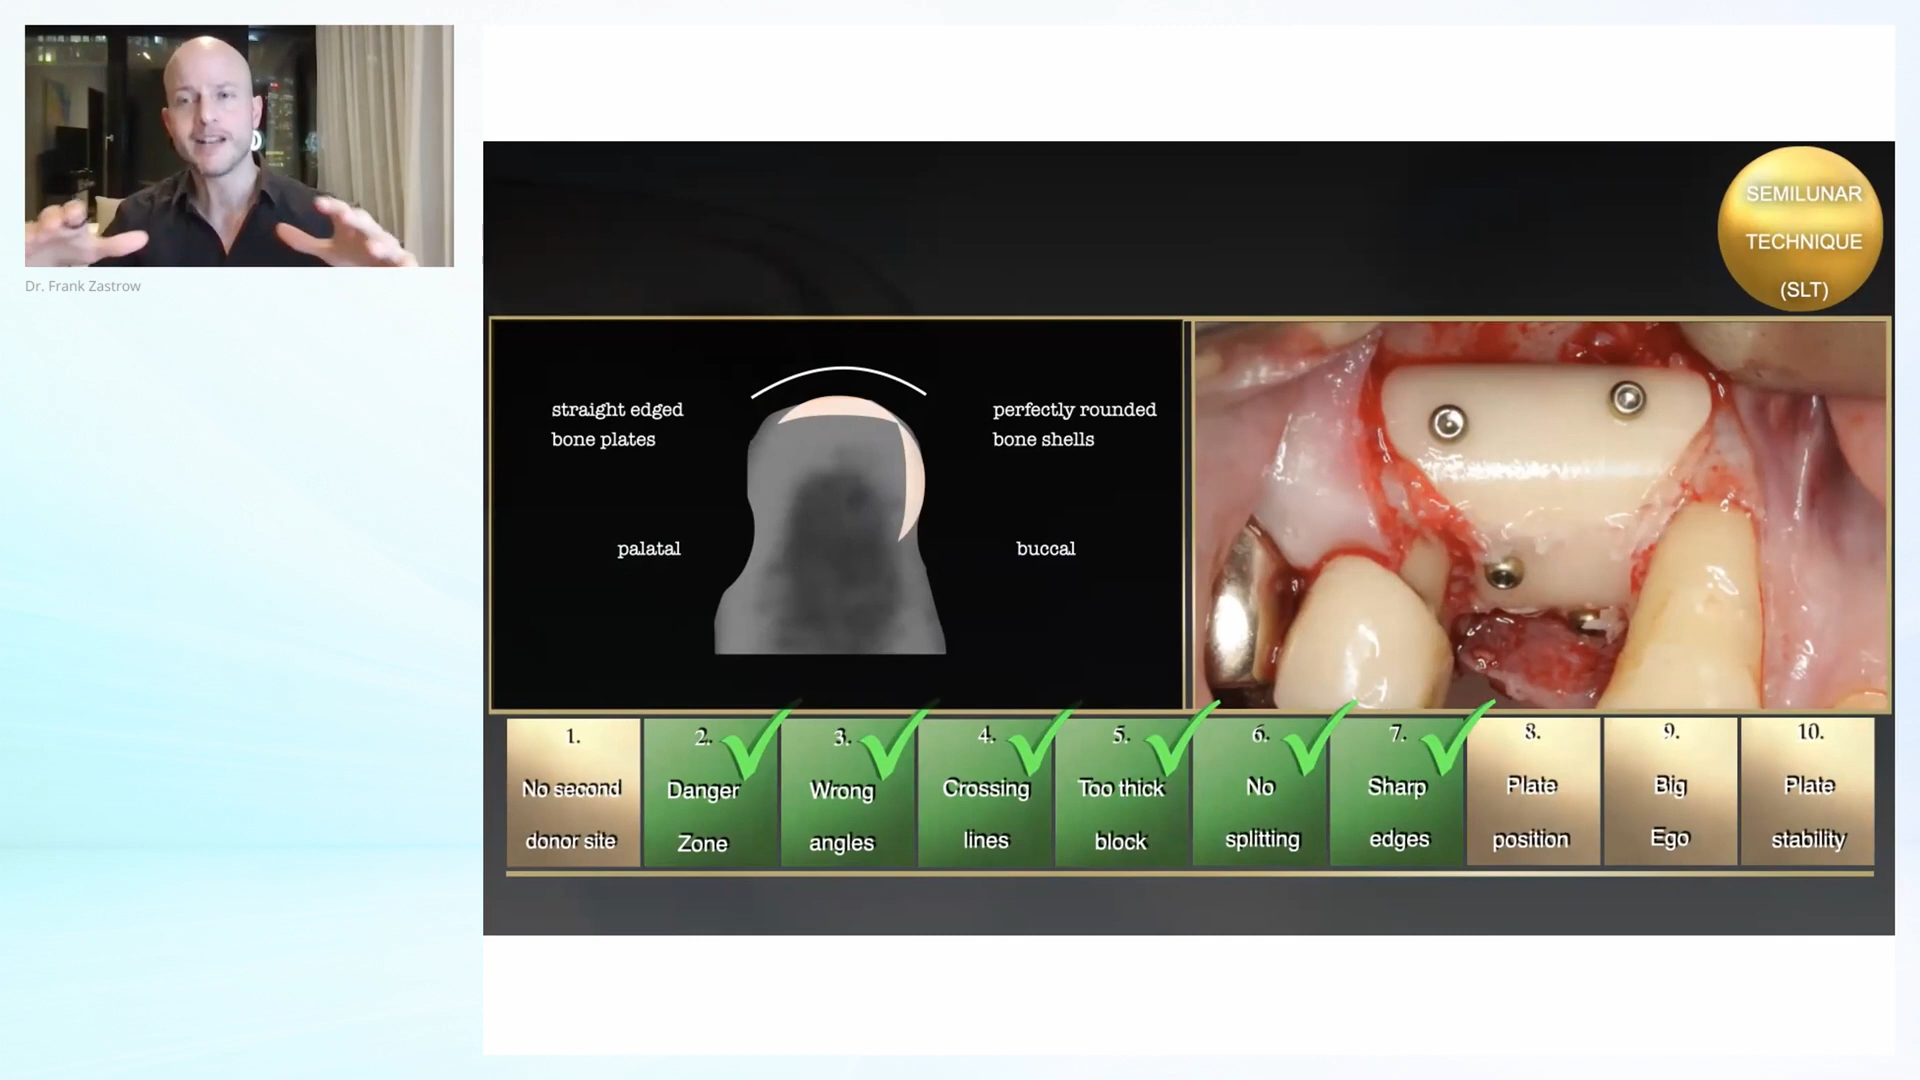 Dr. Frank Zastrow
SEMILUNAR
TECHNIQUE
(SLT)
straight edged
bone plates
perfectly rounded
bone shells
palatal
buccal
1.
No second
donor site
2.
Danger
Zone
3.
Wrong
angles
4.
Crossing
lines
5.
Too thick
block
6.
No
splitting
7.
Sharp
edges
8.
Plate
position
9.
Big
Ego
10.
Plate
stability